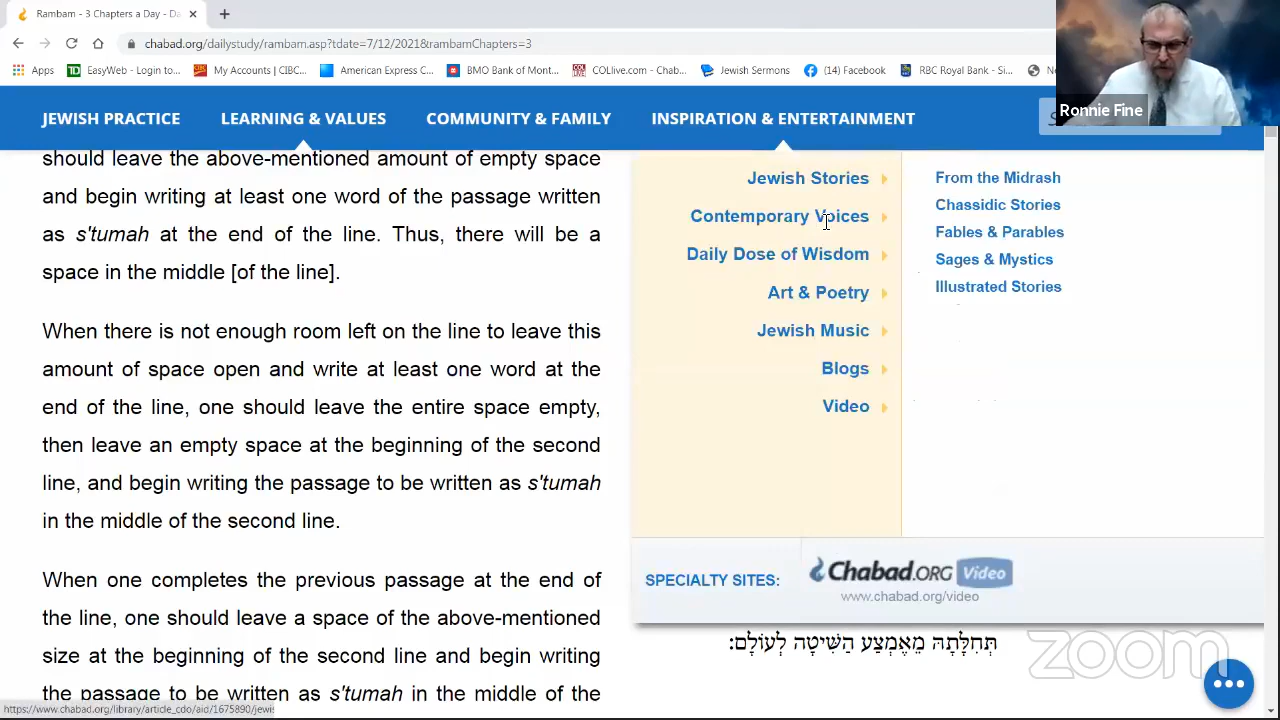 Rambam - 3 Chapters a Day - Da
chabad.org/dailystudy/rambam.asp?tdate=7/12/2021&rambamChapters=3
Apps EasyWeb - Login to... My Accounts | CIBC... American Express C... BMO Bank of Mont... COLlive.com - Chab... Jewish Sermons (14) Facebook RBC Royal Bank - Si...
Ronnie Fine
JEWISH PRACTICE LEARNING & VALUES COMMUNITY & FAMILY INSPIRATION & ENTERTAINMENT
should leave the above-mentioned amount of empty space
and begin writing at least one word of the passage written
as s'tumah at the end of the line. Thus, there will be a
space in the middle [of the line].
When there is not enough room left on the line to leave this
amount of space open and write at least one word at the
end of the line, one should leave the entire space empty,
then leave an empty space at the beginning of the second
line, and begin writing the passage to be written as s'tumah
in the middle of the second line.
When one completes the previous passage at the end of
the line, one should leave a space of the above-mentioned
size at the beginning of the second line and begin writing
the passage to be written as s'tumah in the middle of the
Jewish Stories
Contemporary Voices
Daily Dose of Wisdom
Art & Poetry
Jewish Music
Blogs
Video
From the Midrash
Chassidic Stories
Fables & Parables
Sages & Mystics
Illustrated Stories
SPECIALTY SITES:
Chabad.ORG Video
www.chabad.org/video
תְּחִלָּתָהּ מֵאֶמְצַע הַשִּׁיטָה לְעוֹלָם:
zoom
https://www.chabad.org/library/article_cdo/aid/1675890/jewis